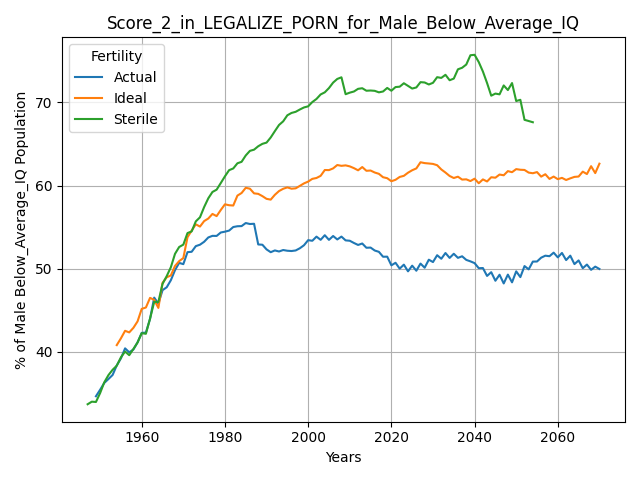 Score_2_in_LEGALIZE_PORN_for_Male_Below_Average_IQ
Fertility
Actual
Ideal
Sterile
% of Male Below_Average_IQ Population
70
60
50
40
1960
1980
2000
2020
2040
2060
Years